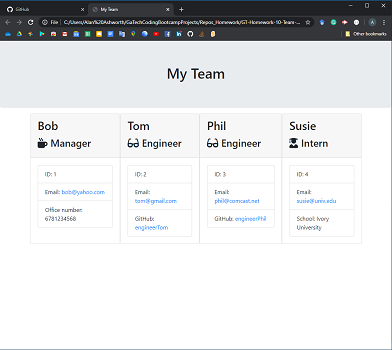 GitHub
My Team
File
C:/Users/Alan%20Ashworth/GaTechCodingBootcampProjects/Repos_Homework/GT-Homework-10-Team-...
Other bookmarks
My Team
Bob
Manager
ID: 1
Email: bob@yahoo.com
Office number:
6781234568
Tom
Engineer
ID: 2
Email:
tom@gmail.com
GitHub:
engineerTom
Phil
Engineer
ID: 3
Email:
phil@comcast.net
GitHub: engineerPhil
Susie
Intern
ID: 4
Email:
susie@univ.edu
School: Ivory
University